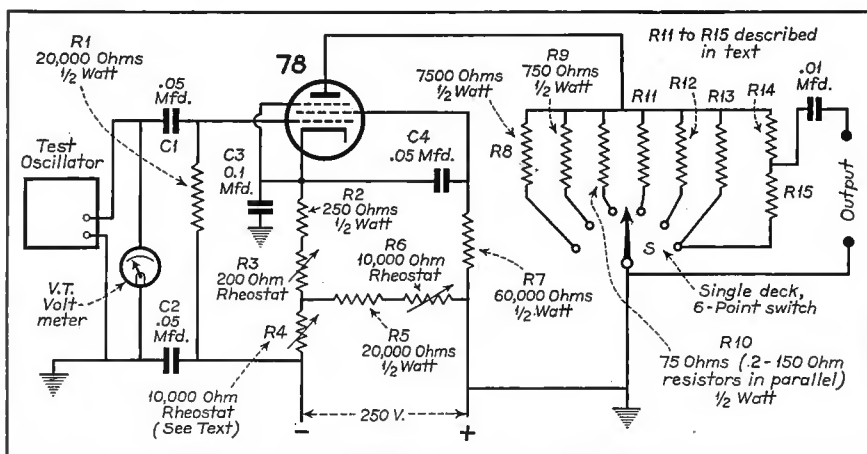 R1
20,000 Ohms
1/2 Watt
.05
Mfd.
C1
78
Test
Oscillator
C3
0.1
Mfd.
C4
.05 Mfd.
V.T.
Volt-
meter
C2
.05
Mfd.
R2
250 Ohms
1/2 Watt
R3
200 Ohm
Rheostat
R4
10,000 Ohm
Rheostat
(See Text)
R6
10,000 Ohm
Rheostat
R5
20,000 Ohms
1/2 Watt
R7
60,000 Ohms
1/2 Watt
250 V.
-
+
7500 Ohms
1/2 Watt
R8
R9
750 Ohms
1/2 Watt
R11
R12
R13
R14
R15
R11 to R15 described
in text
.01
Mfd.
Output
S
Single deck,
6-Point switch
R10
75 Ohms (.2-150 Ohm
resistors in parallel)
1/2 Watt